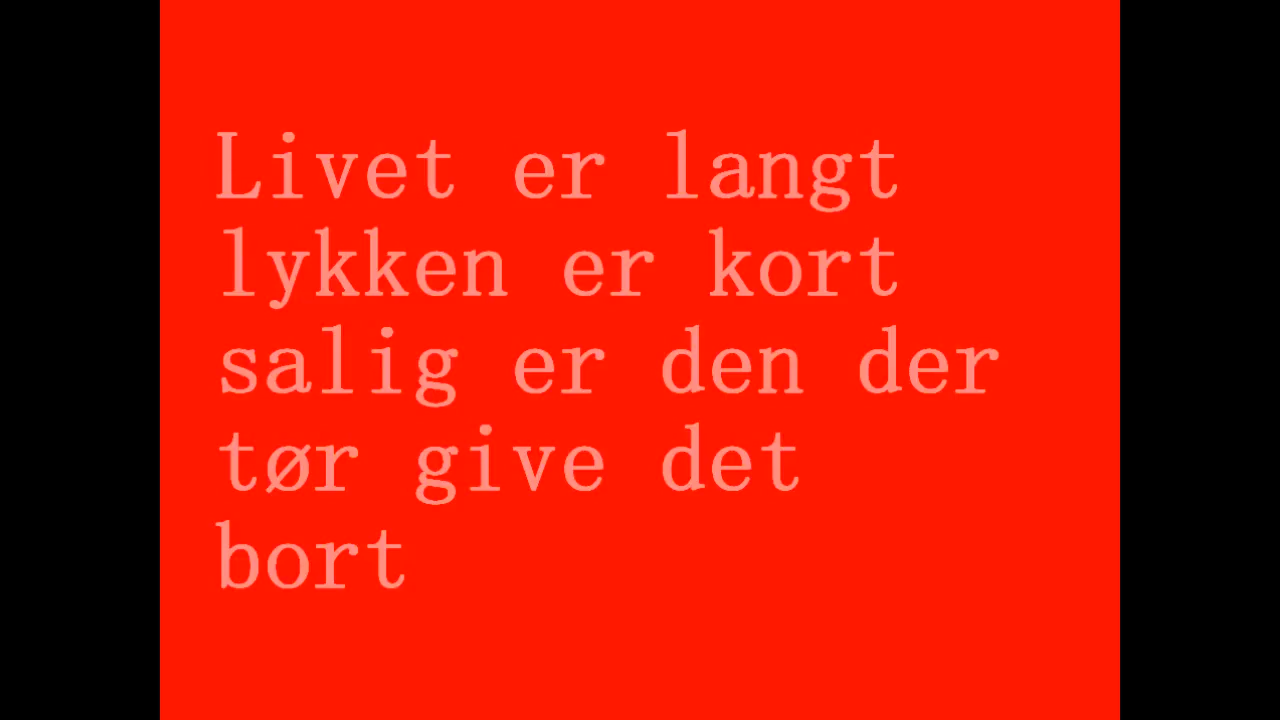 Livet er langt
lykken er kort
salig er den der
tør give det
bort